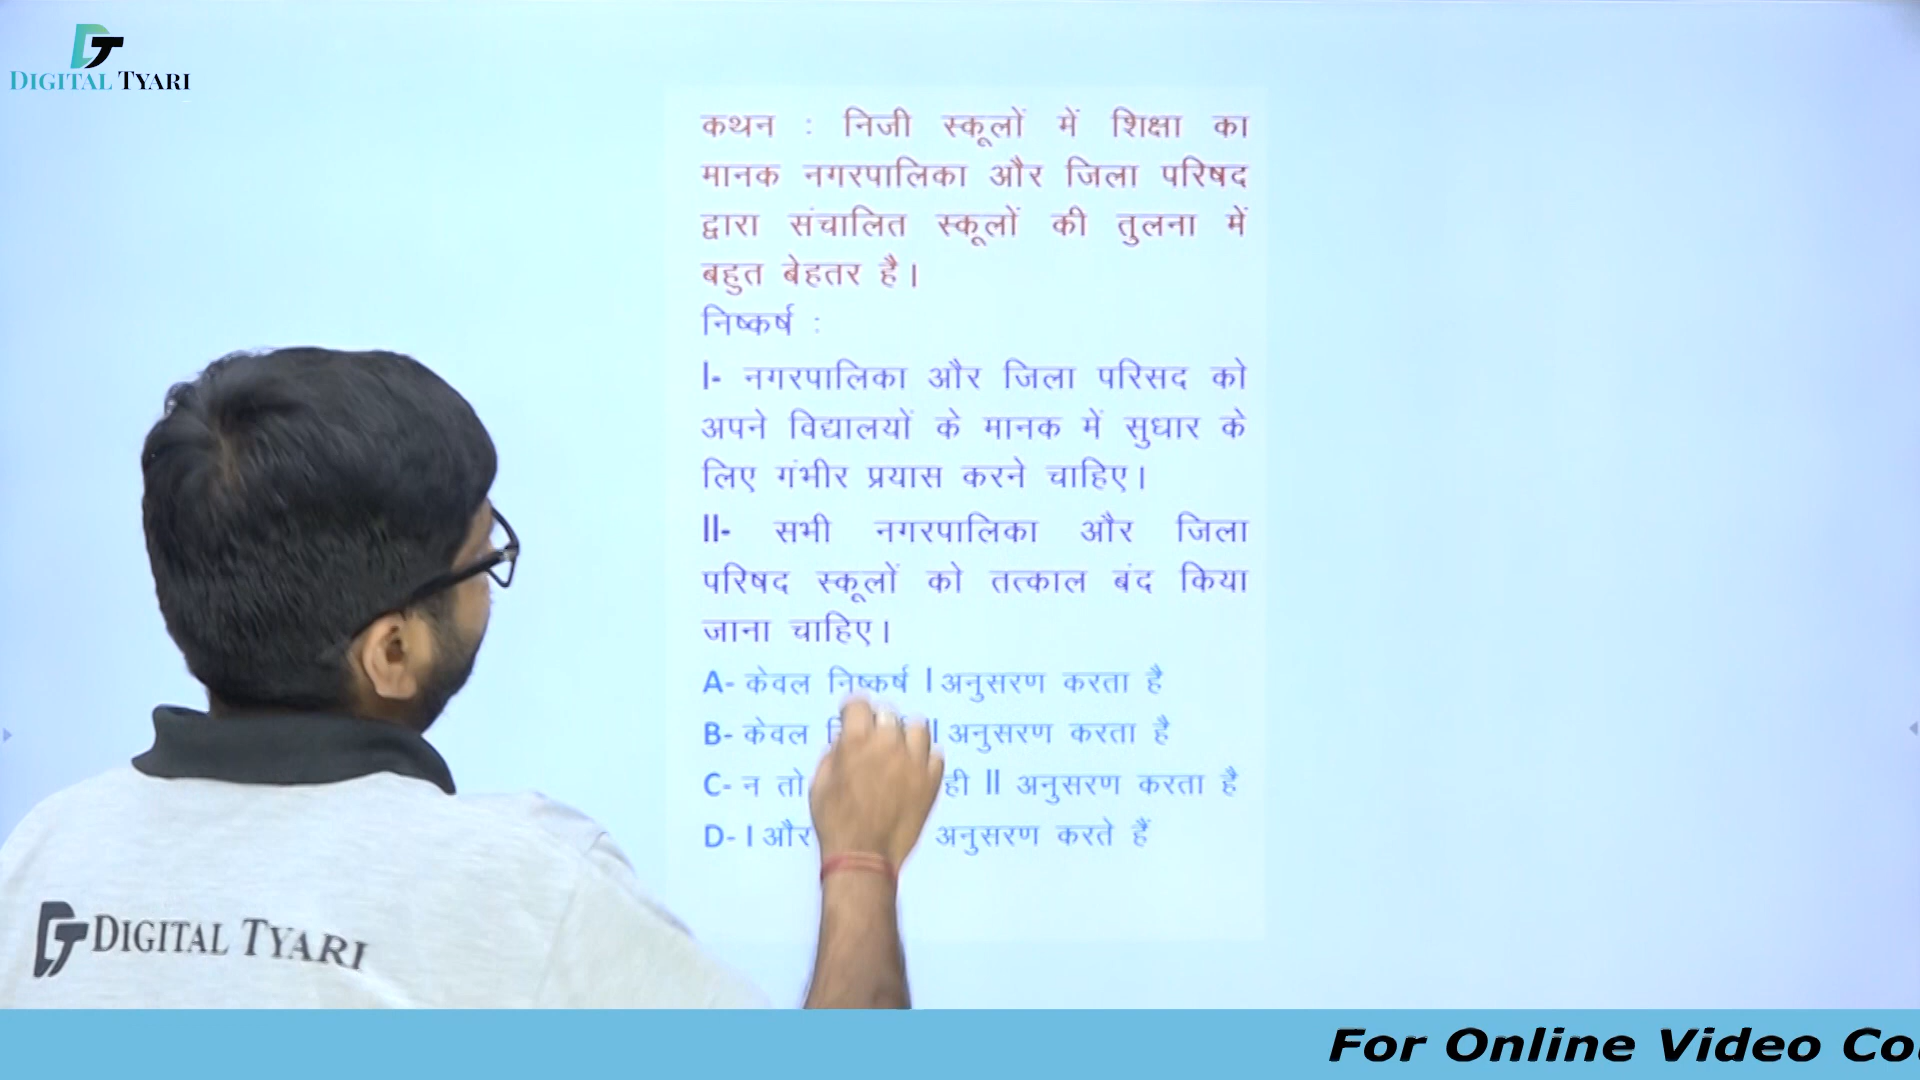 DT
DIGITAL TYARI
कथन : निजी स्कूलों में शिक्षा का
मानक नगरपालिका और जिला परिषद
द्वारा संचालित स्कूलों की तुलना में
बहुत बेहतर है।
निष्कर्ष :
I- नगरपालिका और जिला परिसद को
अपने विद्यालयों के मानक में सुधार के
लिए गंभीर प्रयास करने चाहिए।
II- सभी नगरपालिका और जिला
परिषद स्कूलों को तत्काल बंद किया
जाना चाहिए।
A- केवल निष्कर्ष I अनुसरण करता है
B- केवल II अनुसरण करता है
C- न तो ही II अनुसरण करता है
D- I और अनुसरण करते हैं
DT DIGITAL TYARI
For Online Video